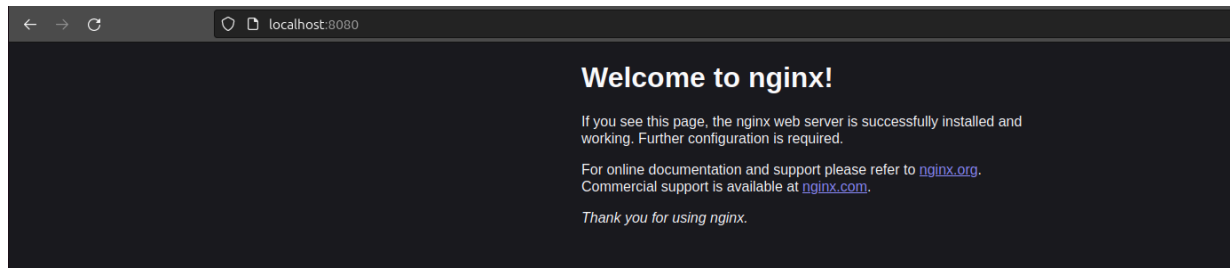 localhost:8080
Welcome to nginx!
If you see this page, the nginx web server is successfully installed and
working. Further configuration is required.
For online documentation and support please refer to nginx.org.
Commercial support is available at nginx.com.
Thank you for using nginx.